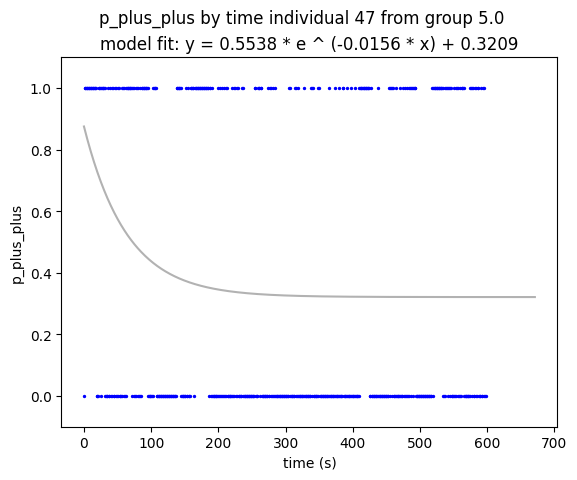 p_plus_plus by time individual 47 from group 5.0
model fit: y = 0.5538 * e ^ (-0.0156 * x) + 0.3209
1.0
0.8
0.6
0.4
0.2
0.0
p_plus_plus
0 100 200 300 400 500 600 700
time (s)